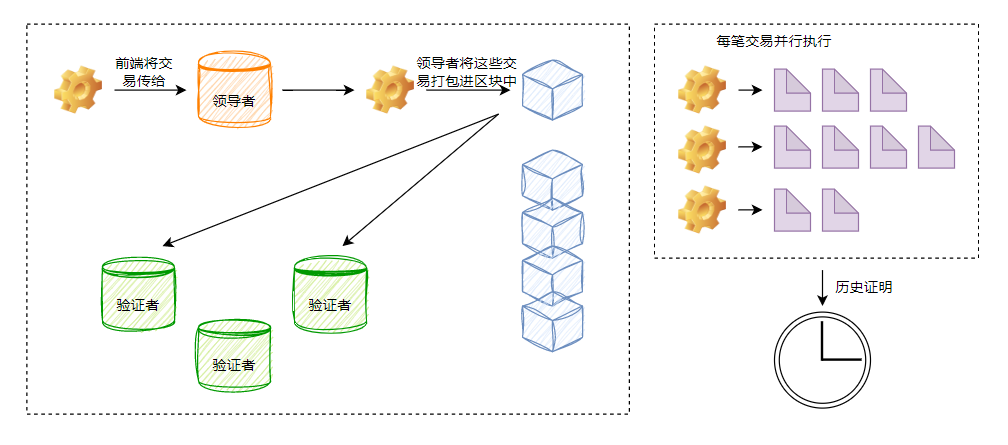 前端将交
易传给
领导者
领导者将这些交
易打包进区块中
验证者
验证者
验证者
每笔交易并行执行
历史证明